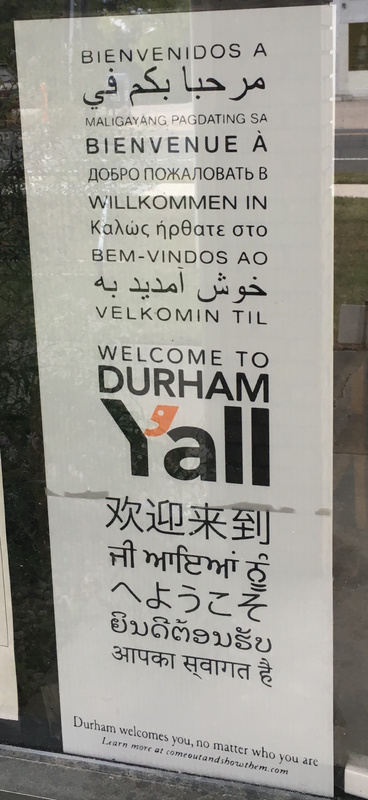 BIENVENIDOS A
مرحبا بكم في
MALIGAYANG PAGDATING SA
BIENVENUE À
ДОБРО ПОЖАЛОВАТЬ В
WILLKOMMEN IN
Καλώς ήρθατε στο
BEM-VINDOS AO
خوش آمدید به
VELKOMIN TIL
WELCOME TO
DURHAM
Y'all
欢迎来到
ਜੀ ਆਇਆਂ ਨੂੰ
へようこそ
ຍິນດີຕ້ອນຮັບ
आपका स्वागत है
Durham welcomes you, no matter who you are
Learn more at comeoutandshowthem.com